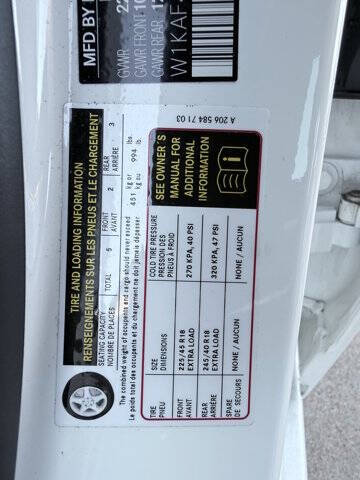 MFD BY
GVWR
GAWR FRONT
GAWR REAR
W1KAF
TIRE AND LOADING INFORMATION
RENSEIGNEMENTS SUR LES PNEUS ET LE CHARGEMENT
SEATING CAPACITY
NOMBRE DE PLACES
TOTAL 5
FRONT
AVANT 2
REAR
ARRIÈRE 3
The combined weight of occupants and cargo should never exceed 451 kg or 994 lbs.
Le poids total des occupants et du chargement ne doit jamais dépasser 451 kg ou 994 lb.
TIRE
PNEU
SIZE
DIMENSIONS
COLD TIRE PRESSURE
PRESSION DES
PNEUS À FROID
FRONT
AVANT
225/45 R18
EXTRA LOAD
270 KPA, 40 PSI
REAR
ARRIÈRE
245/40 R18
EXTRA LOAD
320 KPA, 47 PSI
SPARE
DE SECOURS
NONE / AUCUN
NONE / AUCUN
SEE OWNER'S
MANUAL FOR
ADDITIONAL
INFORMATION
A 206 584 71 03